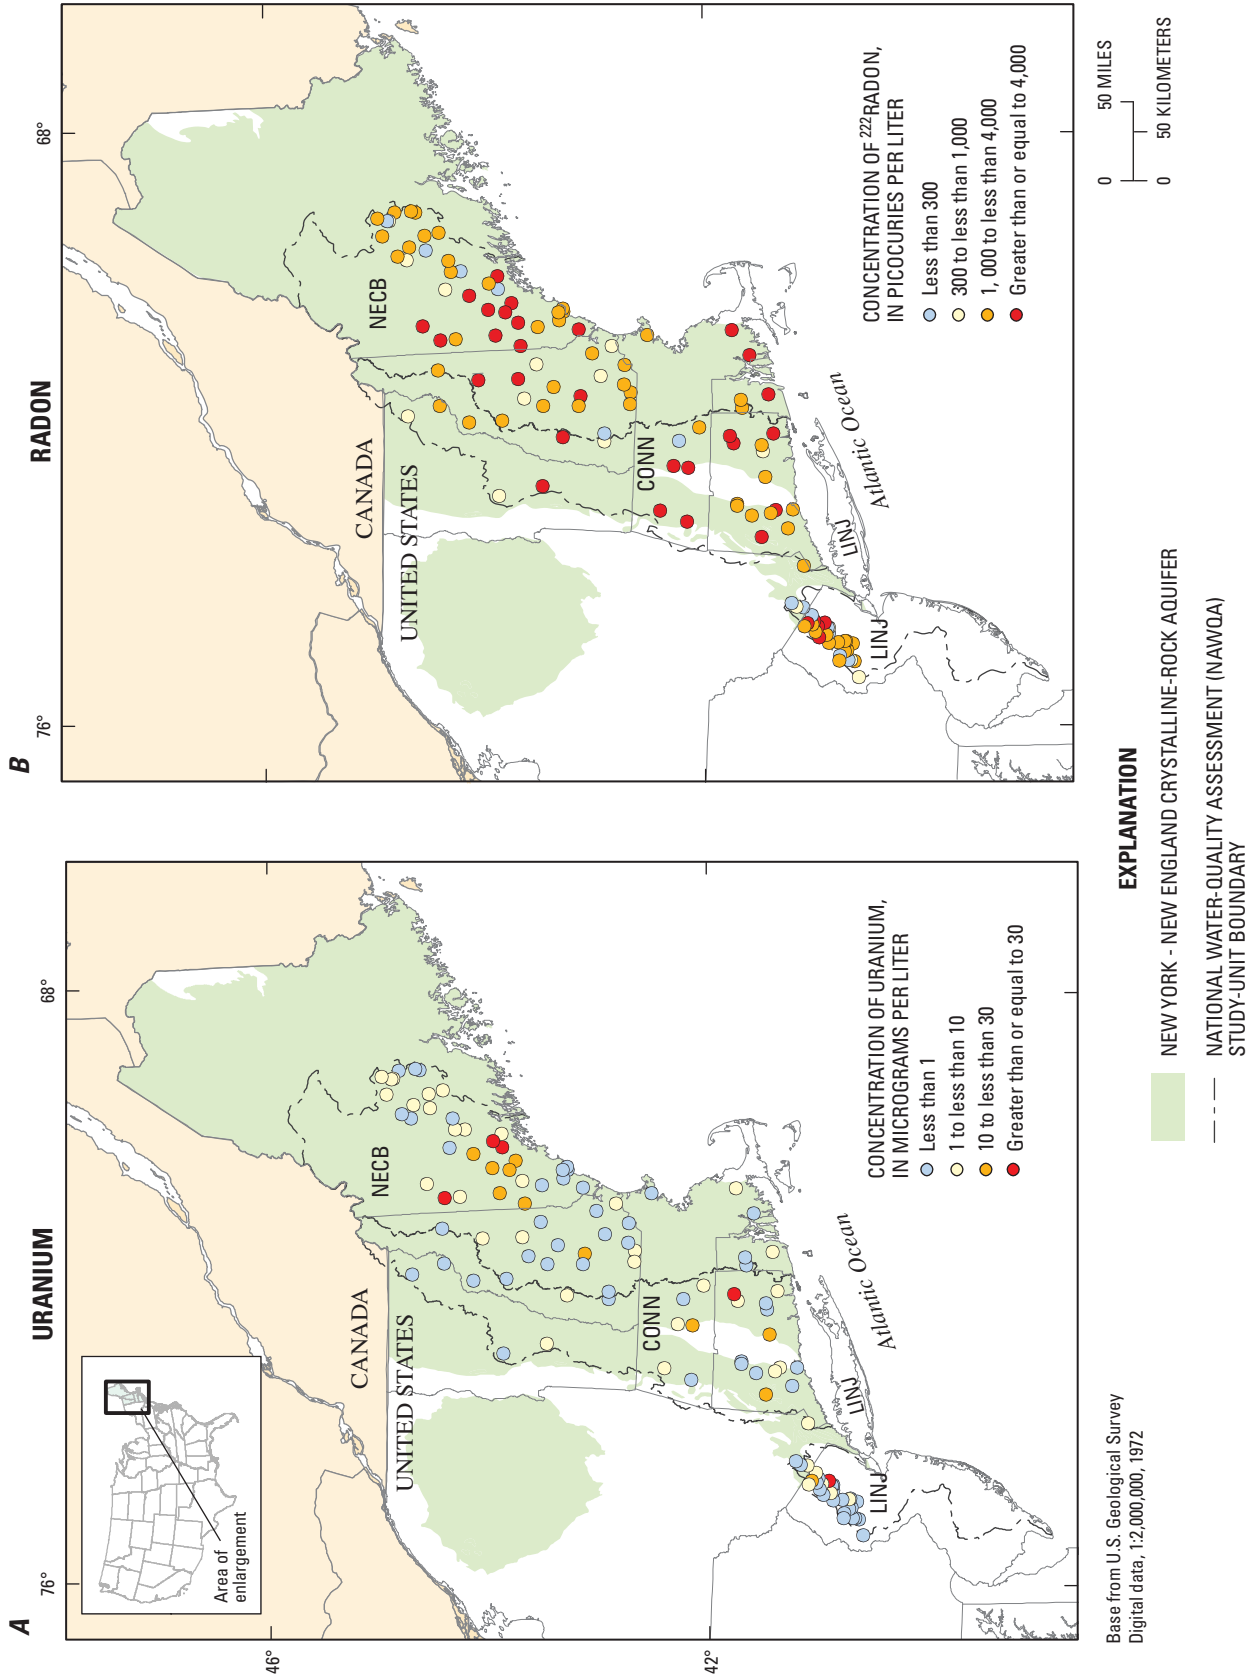 A
URANIUM
76°
68°
46°
42°
Area of
enlargement
CANADA
UNITED STATES
NECB
CONN
LINJ
LINJ
Atlantic Ocean
CONCENTRATION OF URANIUM,
IN MICROGRAMS PER LITER
Less than 1
1 to less than 10
10 to less than 30
Greater than or equal to 30
B
RADON
76°
68°
CANADA
UNITED STATES
NECB
CONN
LINJ
LINJ
Atlantic Ocean
CONCENTRATION OF ²²²RADON,
IN PICOCURIES PER LITER
Less than 300
300 to less than 1,000
1, 000 to less than 4,000
Greater than or equal to 4,000
Base from U.S. Geological Survey
Digital data, 1:2,000,000, 1972
0 50 MILES
0 50 KILOMETERS
EXPLANATION
NEW YORK - NEW ENGLAND CRYSTALLINE-ROCK AQUIFER
NATIONAL WATER-QUALITY ASSESSMENT (NAWQA)
STUDY-UNIT BOUNDARY